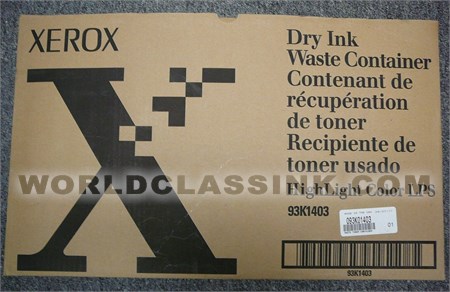 XEROX
Dry Ink
Waste Container
Contenant de
récupération
de toner
Recipiente de
toner usado
HighLight Color LPS
93K1403
093K01403
93K1403
WORLDCLASSINK.COM